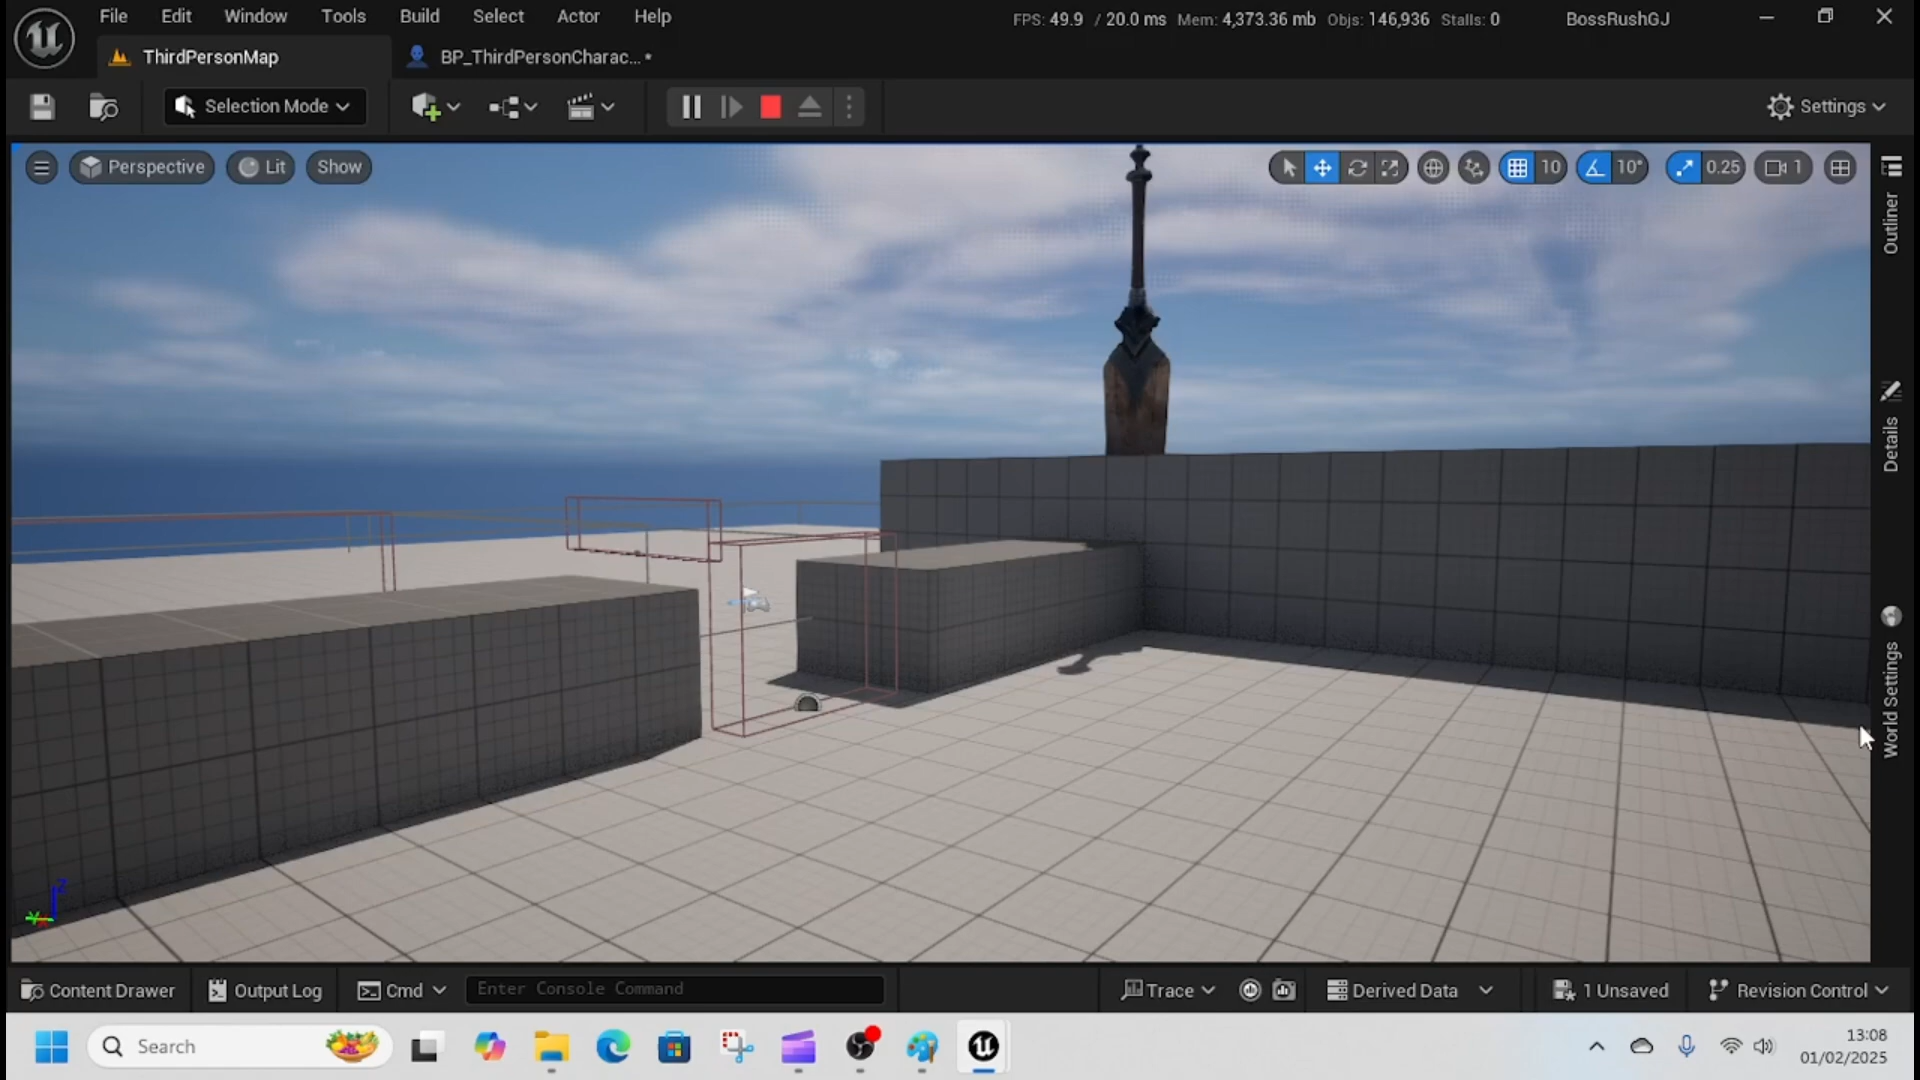 File Edit Window Tools Build Select Actor Help
FPS: 49.9 / 20.0 ms Mem: 4,373.36 mb Objs: 146,936 Stalls: 0 BossRushGJ
ThirdPersonMap BP_ThirdPersonCharac... •
Selection Mode
Settings
Perspective Lit Show
10 10° 0.25 1
Outliner
Details
World Settings
Z
Y
Content Drawer Output Log Cmd Enter Console Command Trace Derived Data 1 Unsaved Revision Control
Search
13:08
01/02/2025